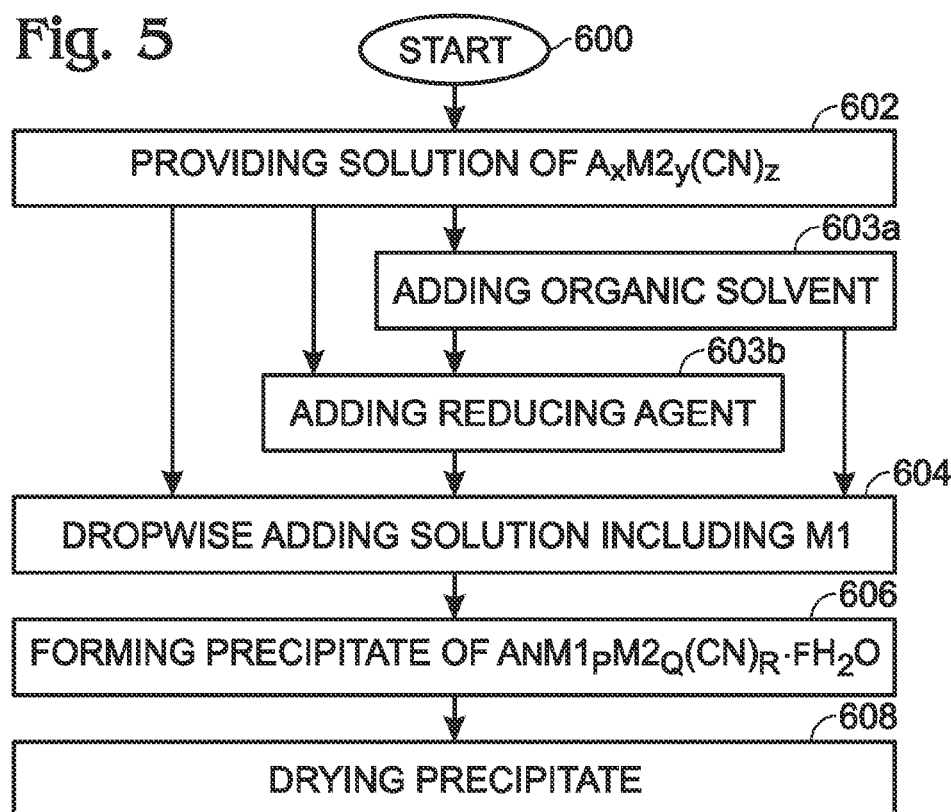 Fig. 5
START
600
602
PROVIDING SOLUTION OF AₓM2ᵧ(CN)z
603a
ADDING ORGANIC SOLVENT
603b
ADDING REDUCING AGENT
604
DROPWISE ADDING SOLUTION INCLUDING M1
606
FORMING PRECIPITATE OF ANM1PM2Q(CN)R·FH₂O
608
DRYING PRECIPITATE